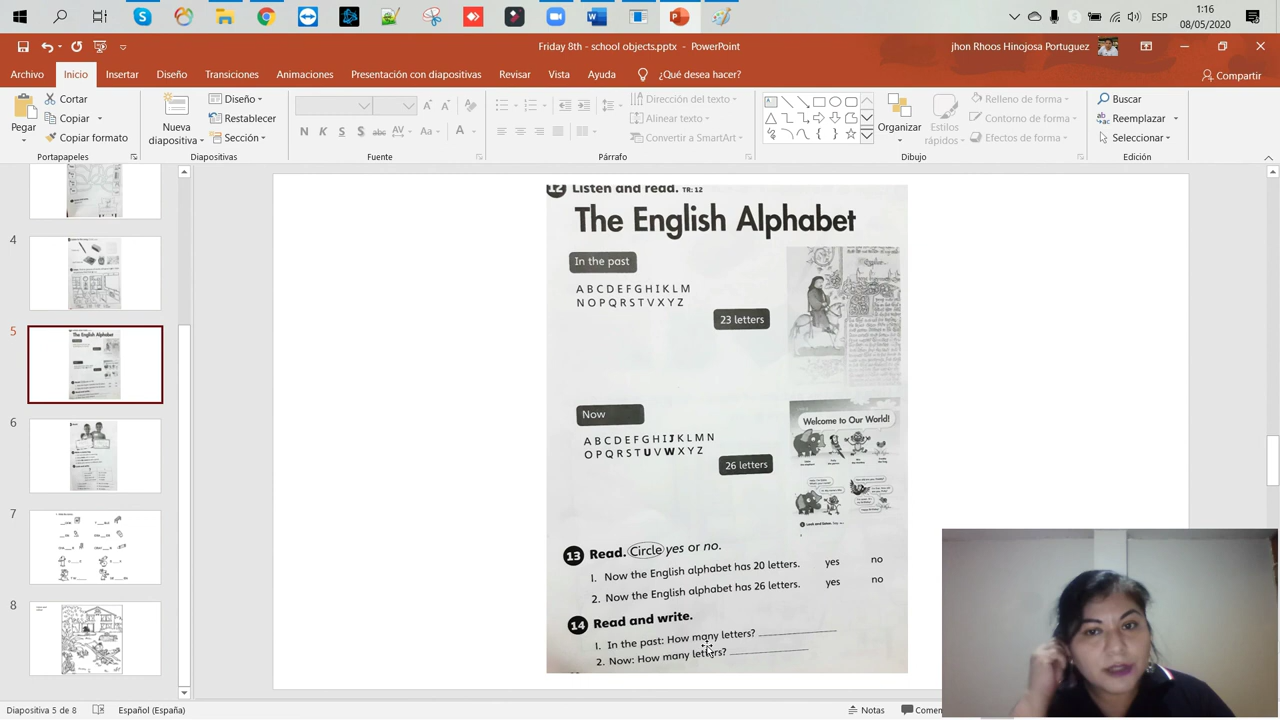 1:16
ESP
08/05/2020
Friday 8th - school objects.pptx - PowerPoint
jhon Rhoos Hinojosa Portuguez
Archivo
Inicio
Insertar
Diseño
Transiciones
Animaciones
Presentación con diapositivas
Revisar
Vista
Ayuda
¿Qué desea hacer?
Compartir
Pegar
Cortar
Copiar
Copiar formato
Portapapeles
Nueva
diapositiva
Diseño
Restablecer
Sección
Diapositivas
N K S S abc AV Aa A
Fuente
Dirección del texto
Alinear texto
Convertir a SmartArt
Párrafo
Organizar
Estilos
rápidos
Relleno de forma
Contorno de forma
Efectos de forma
Dibujo
Buscar
Reemplazar
Seleccionar
Edición
4
5
6
7
8
12 Listen and read. TR: 12
The English Alphabet
In the past
A B C D E F G H I K L M
N O P Q R S T V X Y Z
23 letters
Now
A B C D E F G H I J K L M N
O P Q R S T U V W X Y Z
26 letters
Welcome to Our World!
13 Read. Circle yes or no.
1. Now the English alphabet has 20 letters. yes no
2. Now the English alphabet has 26 letters. yes no
14 Read and write.
1. In the past: How many letters?
2. Now: How many letters?
Diapositiva 5 de 8
Español (España)
Notas